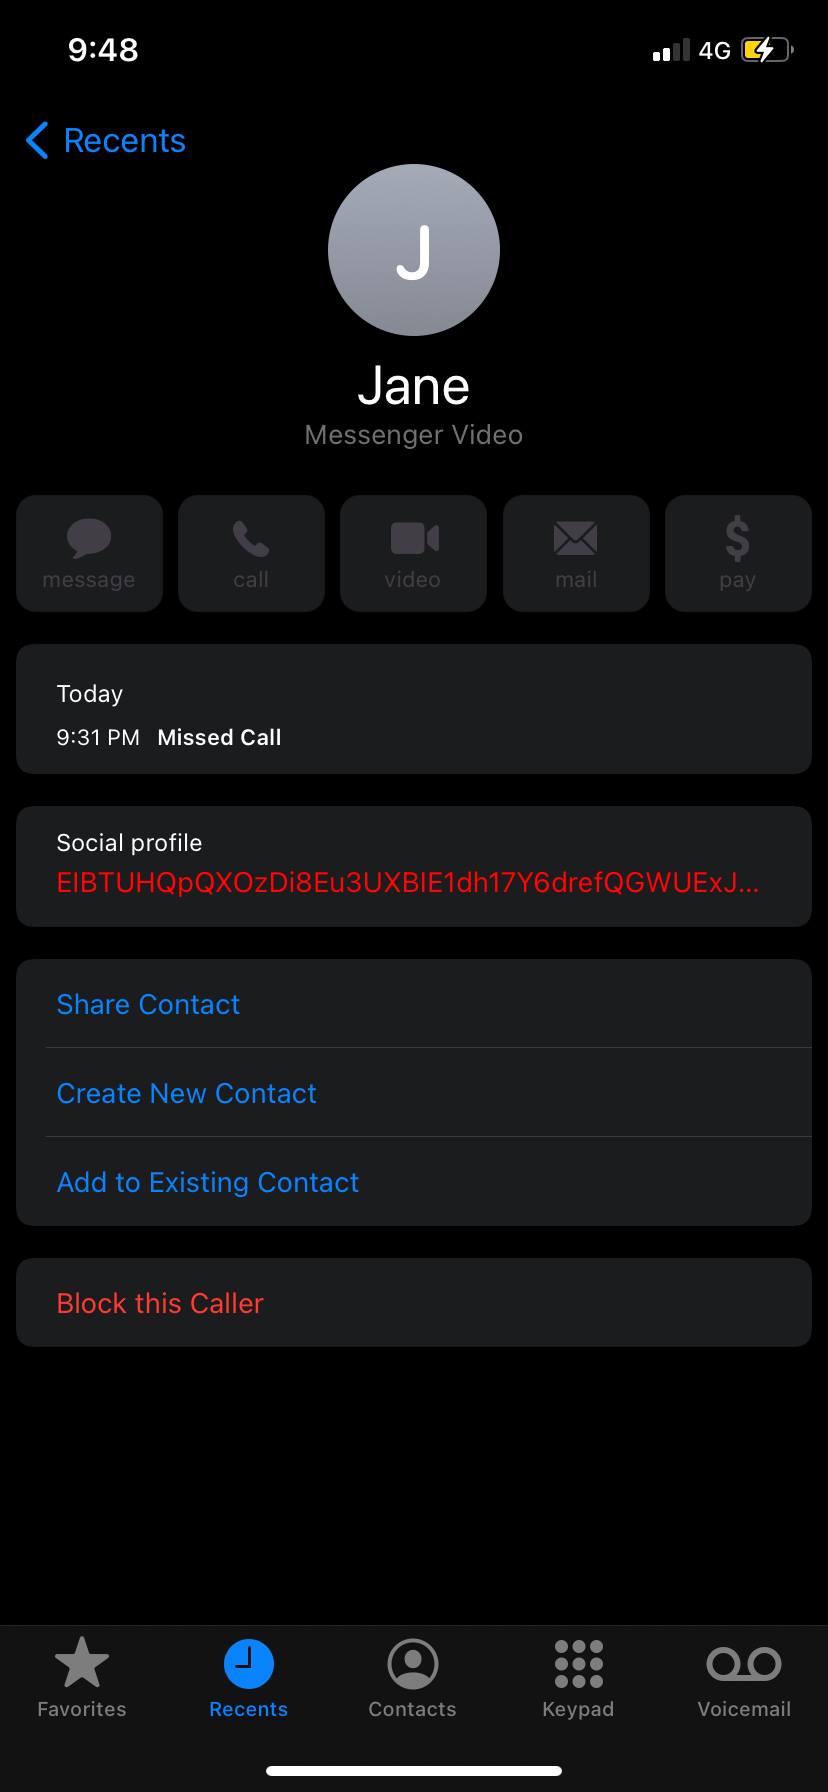 9:48
4G
Recents
J
Jane
Messenger Video
message call video mail pay
Today
9:31 PM Missed Call
Social profile
EIBTUHQpQXOzDi8Eu3UXBIE1dh17Y6drefQGWUExJ...
Share Contact
Create New Contact
Add to Existing Contact
Block this Caller
Favorites Recents Contacts Keypad Voicemail